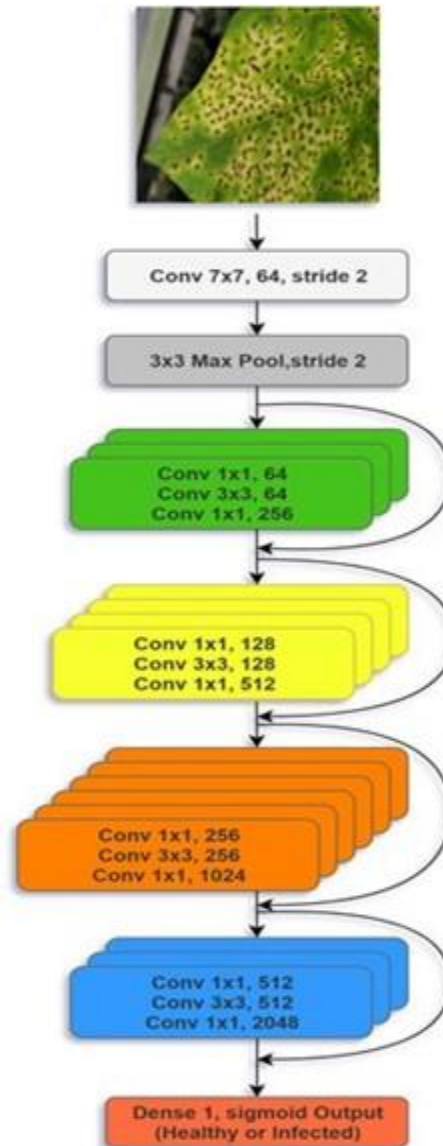 Conv 7x7, 64, stride 2
3x3 Max Pool,stride 2
Conv 1x1, 64
Conv 3x3, 64
Conv 1x1, 256
Conv 1x1, 128
Conv 3x3, 128
Conv 1x1, 512
Conv 1x1, 256
Conv 3x3, 256
Conv 1x1, 1024
Conv 1x1, 512
Conv 3x3, 512
Conv 1x1, 2048
Dense 1, sigmoid Output
(Healthy or Infected)